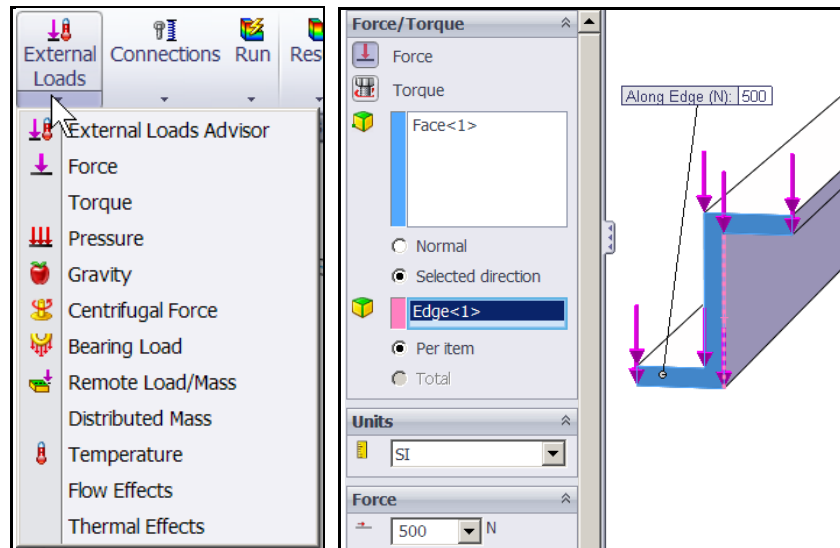 External
Loads
Connections
Run
Res
External Loads Advisor
Force
Torque
Pressure
Gravity
Centrifugal Force
Bearing Load
Remote Load/Mass
Distributed Mass
Temperature
Flow Effects
Thermal Effects
Force/Torque
Force
Torque
Face<1>
Normal
Selected direction
Edge<1>
Per item
Total
Units
SI
Force
500 N
Along Edge (N): 500